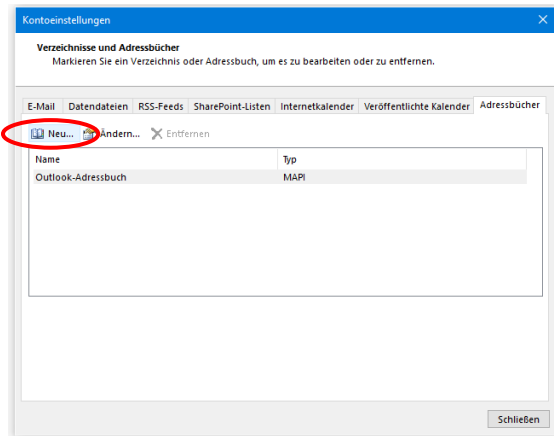 Kontoeinstellungen
Verzeichnisse und Adressbücher
Markieren Sie ein Verzeichnis oder Adressbuch, um es zu bearbeiten oder zu entfernen.
E-Mail Datendateien RSS-Feeds SharePoint-Listen Internetkalender Veröffentlichte Kalender Adressbücher
Neu... Ändern... Entfernen
Name Typ
Outlook-Adressbuch MAPI
Schließen